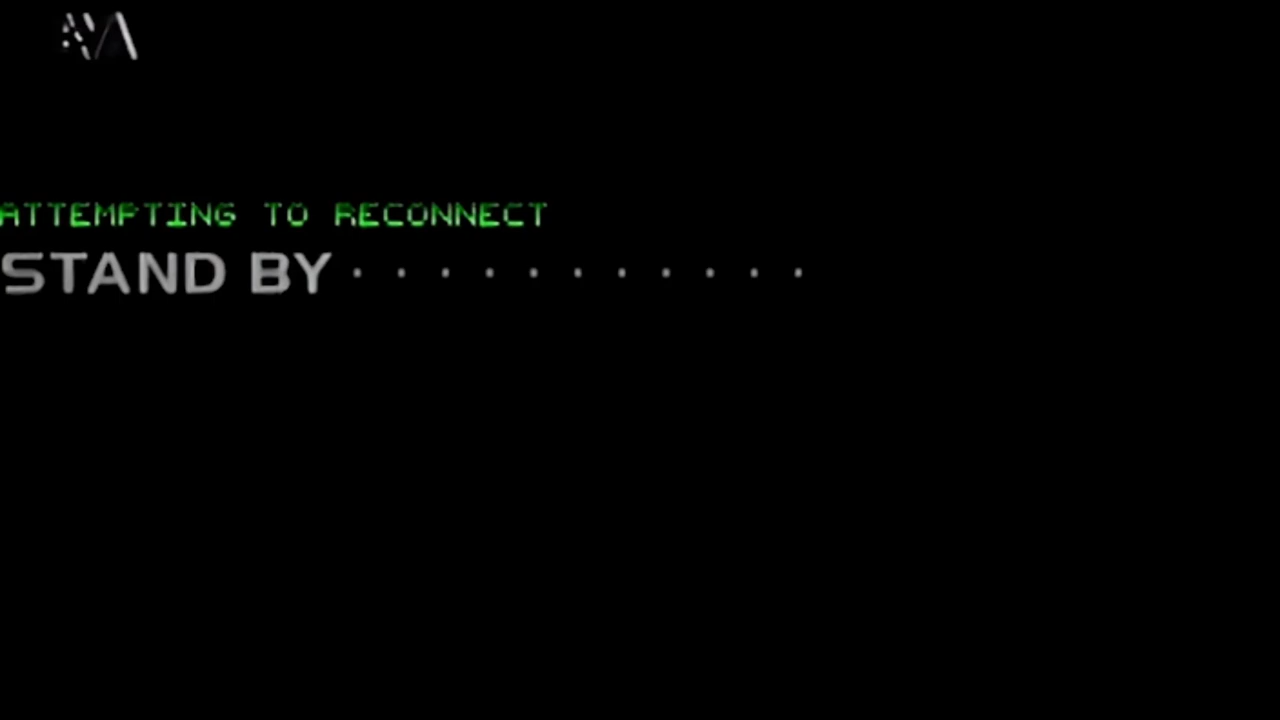 ATTEMPTING TO RECONNECT
STAND BY · · · · · · · · · · ·